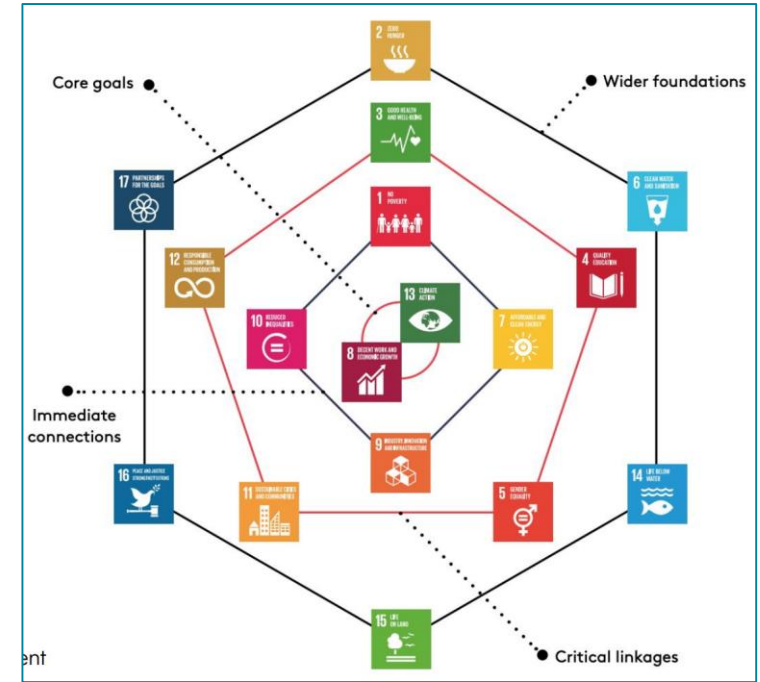 2 ZERO
HUNGER
Core goals
Wider foundations
3 GOOD HEALTH
AND WELL-BEING
17 PARTNERSHIPS
FOR THE GOALS
6 CLEAN WATER
AND SANITATION
1 NO
POVERTY
12 RESPONSIBLE
CONSUMPTION
AND PRODUCTION
4 QUALITY
EDUCATION
13 CLIMATE
ACTION
10 REDUCED
INEQUALITIES
7 AFFORDABLE AND
CLEAN ENERGY
8 DECENT WORK AND
ECONOMIC GROWTH
Immediate
connections
9 INDUSTRY, INNOVATION
AND INFRASTRUCTURE
16 PEACE AND JUSTICE
STRONG INSTITUTIONS
11 SUSTAINABLE CITIES
AND COMMUNITIES
5 GENDER
EQUALITY
14 LIFE BELOW
WATER
15 LIFE
ON LAND
ent
Critical linkages